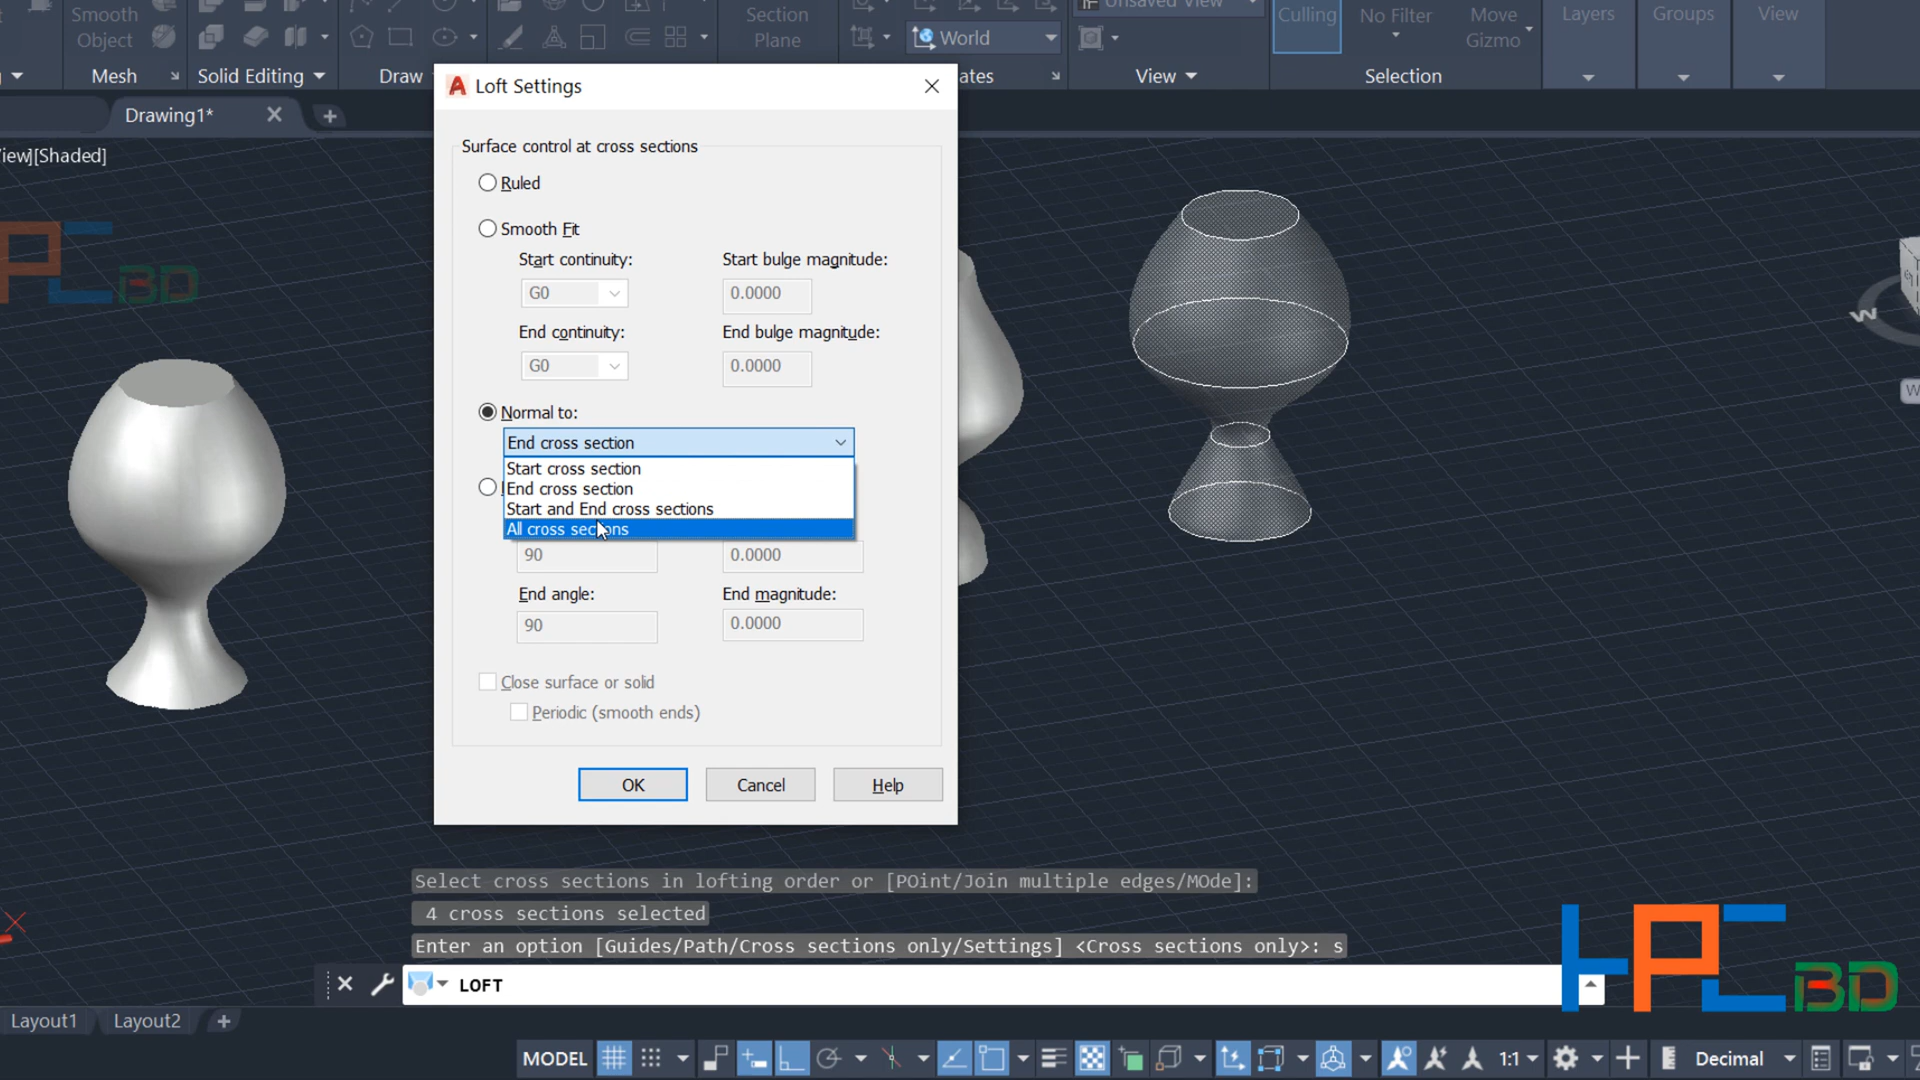 Smooth
Object
Mesh
Solid Editing
Draw
Section
Plane
World
Unsaved View
View
Culling
No Filter
Move
Gizmo
Selection
Layers
Groups
View
Drawing1*
iew][Shaded]
Loft Settings
ates
Surface control at cross sections
Ruled
Smooth Fit
Start continuity:
Start bulge magnitude:
G0
0.0000
End continuity:
End bulge magnitude:
G0
0.0000
Normal to:
End cross section
Start cross section
End cross section
Start and End cross sections
All cross sections
90
0.0000
End angle:
End magnitude:
90
0.0000
Close surface or solid
Periodic (smooth ends)
OK
Cancel
Help
W
W
PC BD
Select cross sections in lofting order or [POint/Join multiple edges/MOde]:
4 cross sections selected
Enter an option [Guides/Path/Cross sections only/Settings] <Cross sections only>: s
LOFT
HPC BD
Layout1
Layout2
MODEL
1:1
Decimal